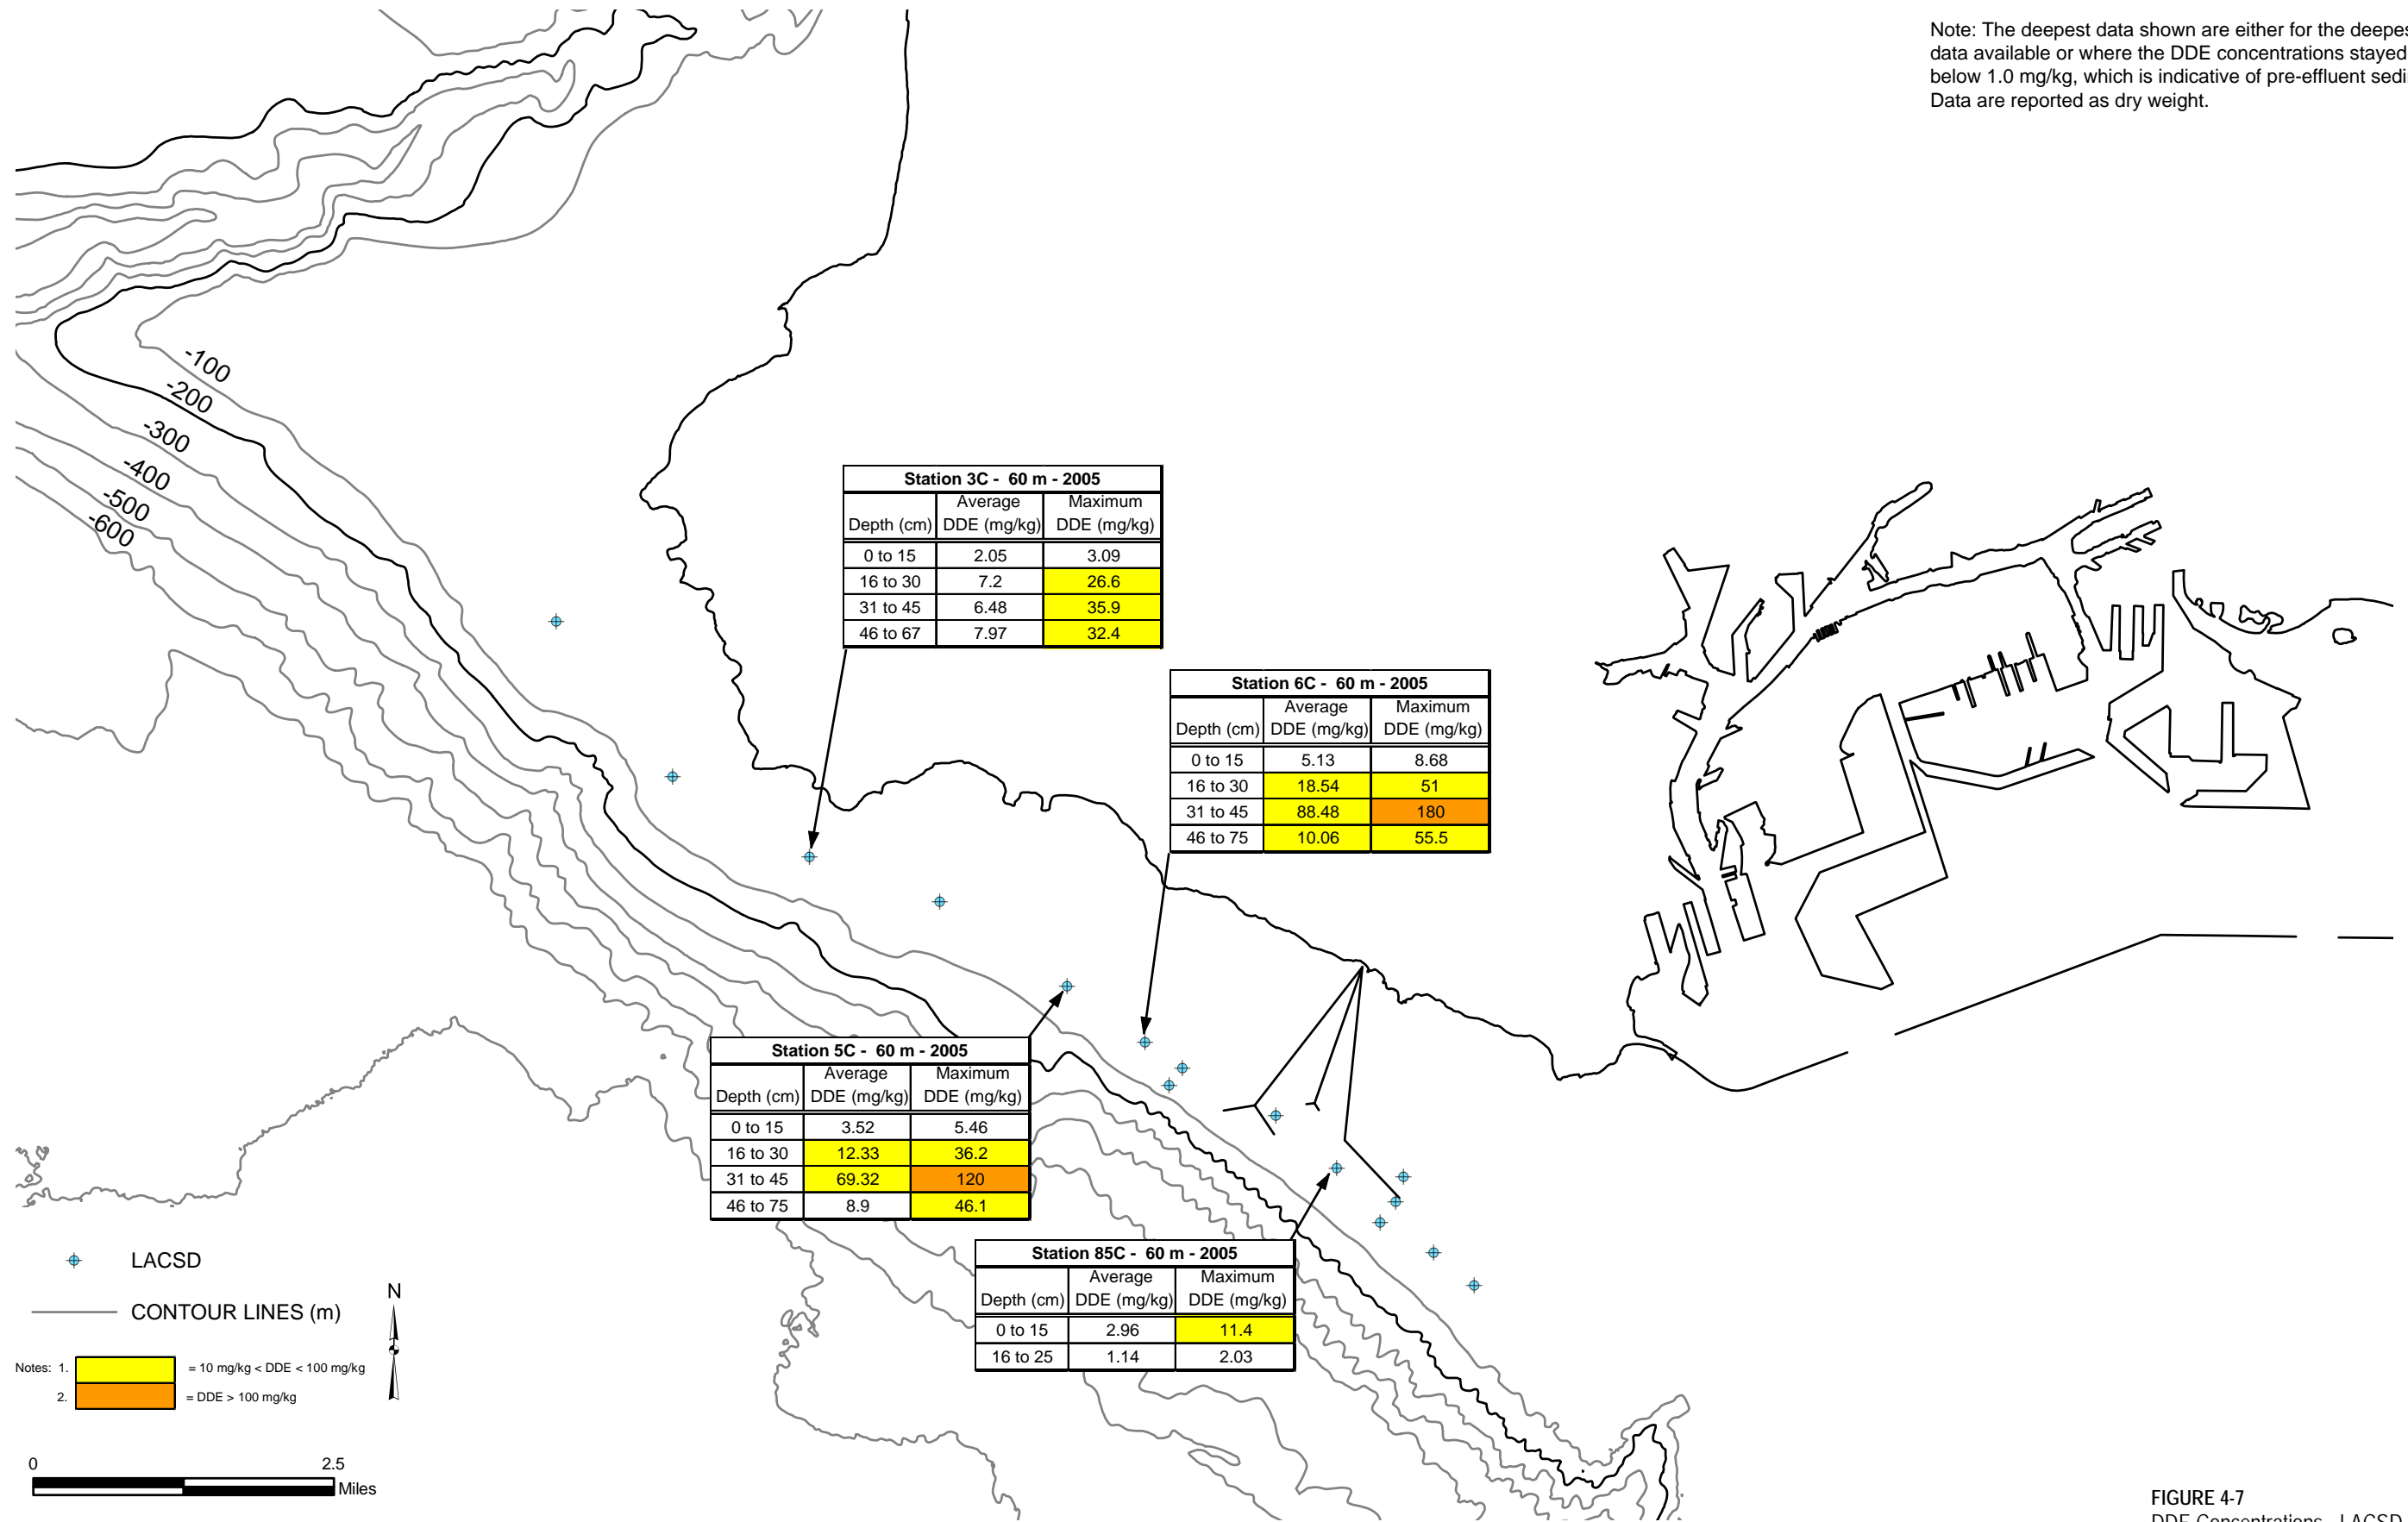 Note: The deepest data shown are either for the
data available or where the DDE concentrations stayed
below 1.0 mg/kg, which is indicative of pre-effluent
Data are reported as dry weight.
-100
-200
-300
-400
-500
-600
Station 3C - 60 m - 2005
Depth (cm) Average DDE (mg/kg) Maximum DDE (mg/kg)
0 to 15 2.05 3.09
16 to 30 7.2 26.6
31 to 45 6.48 35.9
46 to 67 7.97 32.4
Station 6C - 60 m - 2005
Depth (cm) Average DDE (mg/kg) Maximum DDE (mg/kg)
0 to 15 5.13 8.68
16 to 30 18.54 51
31 to 45 88.48 180
46 to 75 10.06 55.5
Station 5C - 60 m - 2005
Depth (cm) Average DDE (mg/kg) Maximum DDE (mg/kg)
0 to 15 3.52 5.46
16 to 30 12.33 36.2
31 to 45 69.32 120
46 to 75 8.9 46.1
Station 85C - 60 m - 2005
Depth (cm) Average DDE (mg/kg) Maximum DDE (mg/kg)
0 to 15 2.96 11.4
16 to 25 1.14 2.03
LACSD
CONTOUR LINES (m)
N
Notes: 1. = 10 mg/kg < DDE < 100 mg/kg
2. = DDE > 100 mg/kg
0 2.5
Miles
FIGURE 4-7
DDE Concentrations - LACSD